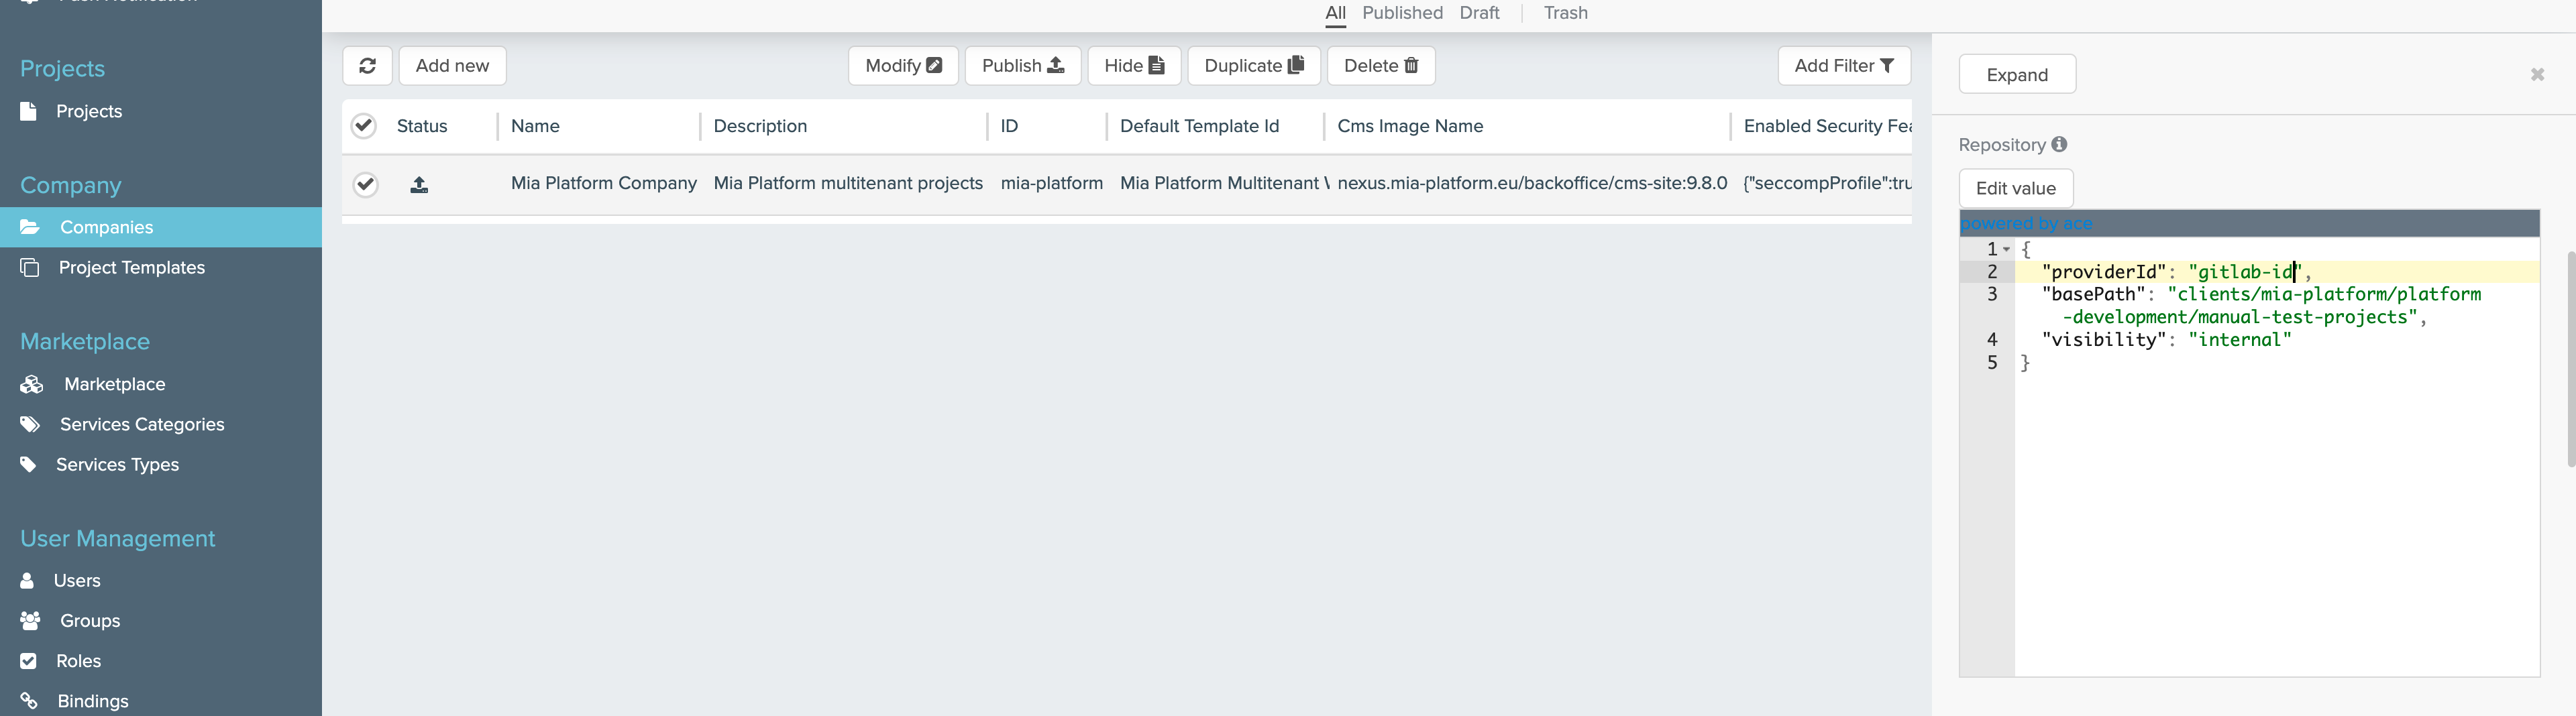 Push Notification
Projects
Projects
Company
Companies
Project Templates
Marketplace
Marketplace
Services Categories
Services Types
User Management
Users
Groups
Roles
Bindings
All Published Draft Trash
Add new Modify Publish Hide Duplicate Delete Add Filter
Status Name Description ID Default Template Id Cms Image Name Enabled Security Fea
Mia Platform Company Mia Platform multitenant projects mia-platform Mia Platform Multitenant nexus.mia-platform.eu/backoffice/cms-site:9.8.0 {"seccompProfile":tru
Expand
Repository
Edit value
powered by ace
1 {
2 "providerId": "gitlab-id",
3 "basePath": "clients/mia-platform/platform
-development/manual-test-projects",
4 "visibility": "internal"
5 }